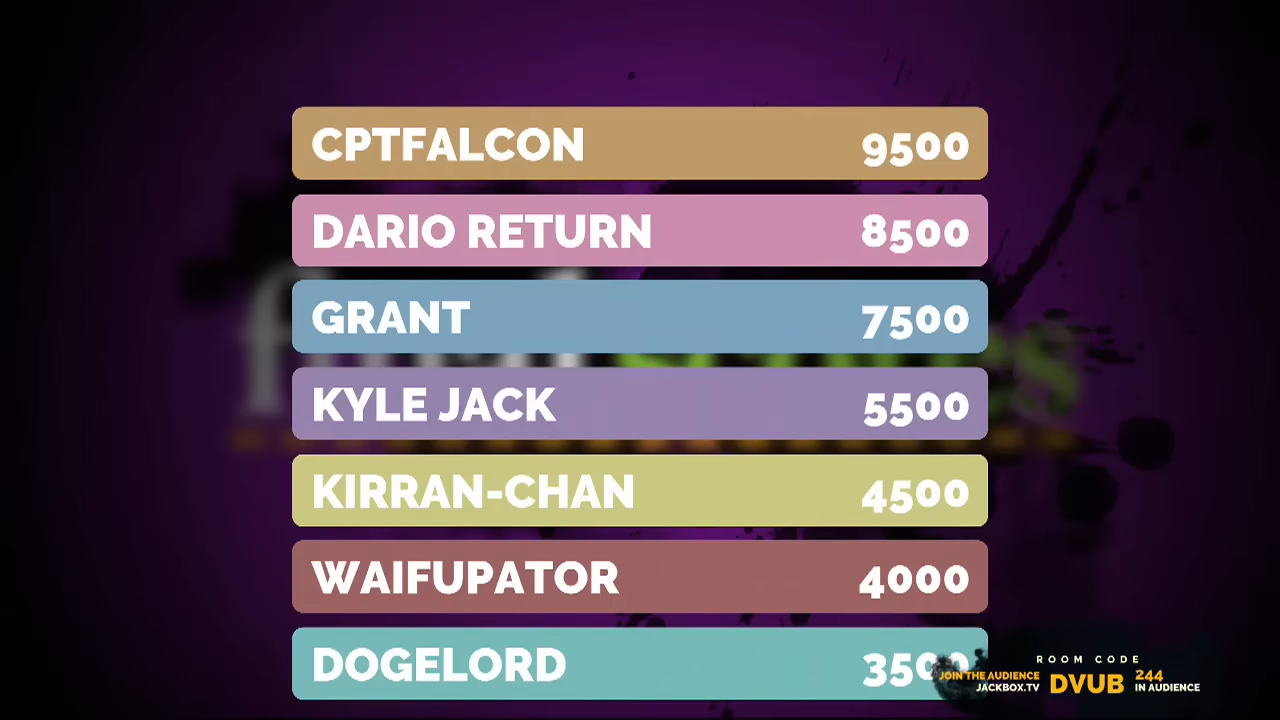 CPTFALCON 9500
DARIO RETURN 8500
GRANT 7500
KYLE JACK 5500
KIRRAN-CHAN 4500
WAIFUPATOR 4000
DOGELORD 3500
ROOM CODE
JOIN THE AUDIENCE
JACKBOX.TV
DVUB
244
IN AUDIENCE